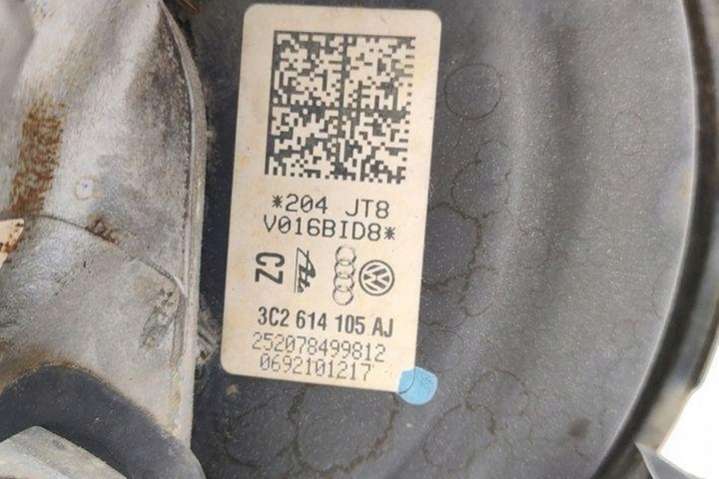 *204 JT8
V016BID8*
CZ
3C2 614 105 AJ
252078499812
0692101217